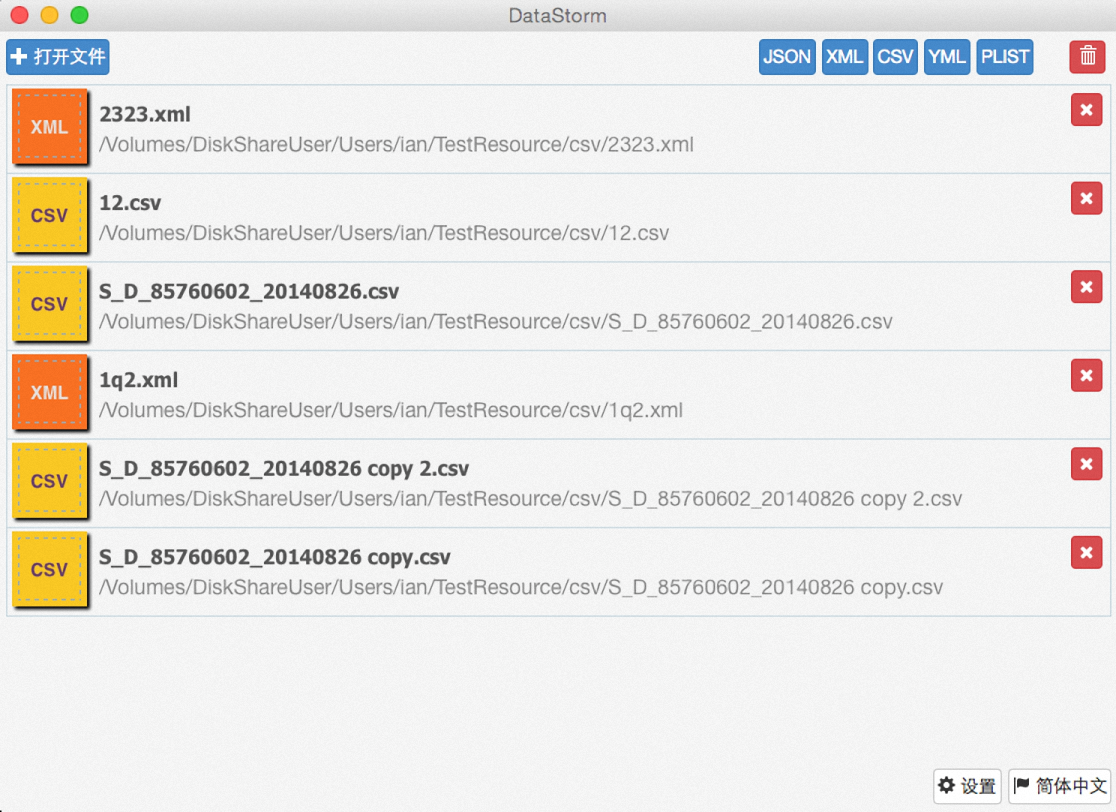 DataStorm
打开文件 JSON XML CSV YML PLIST
XML
2323.xml
/Volumes/DiskShareUser/Users/ian/TestResource/csv/2323.xml
CSV
12.csv
/Volumes/DiskShareUser/Users/ian/TestResource/csv/12.csv
CSV
S_D_85760602_20140826.csv
/Volumes/DiskShareUser/Users/ian/TestResource/csv/S_D_85760602_20140826.csv
XML
1q2.xml
/Volumes/DiskShareUser/Users/ian/TestResource/csv/1q2.xml
CSV
S_D_85760602_20140826 copy 2.csv
/Volumes/DiskShareUser/Users/ian/TestResource/csv/S_D_85760602_20140826 copy 2.csv
CSV
S_D_85760602_20140826 copy.csv
/Volumes/DiskShareUser/Users/ian/TestResource/csv/S_D_85760602_20140826 copy.csv
设置 简体中文